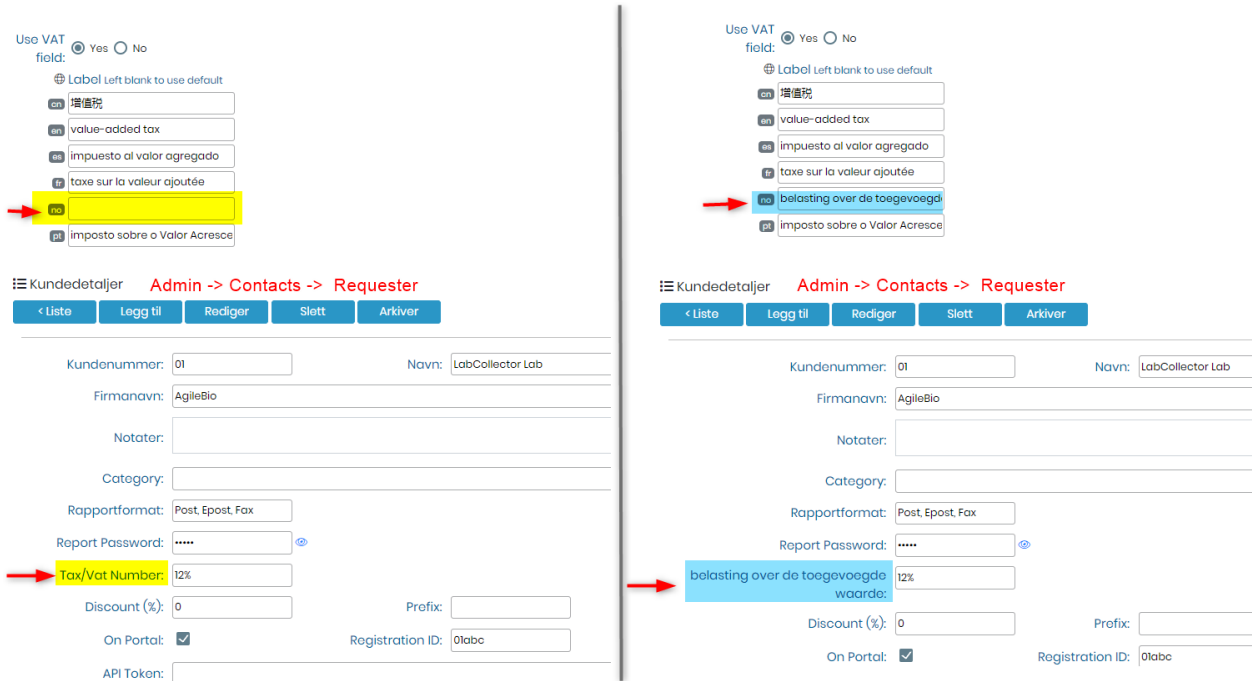 Use VAT field: Yes No
Label Left blank to use default
cn 增值税
en value-added tax
es impuesto al valor agregado
fr taxe sur la valeur ajoutée
no
pt imposto sobre o Valor Acresce
Kundedetaljer Admin -> Contacts -> Requester
< Liste Legg til Rediger Slett Arkiver
Kundenummer: 01 Navn: LabCollector Lab
Firmanavn: AgileBio
Notater:
Category:
Rapportformat: Post, Epost, Fax
Report Password: •••••
Tax/Vat Number: 12%
Discount (%): 0 Prefix:
On Portal: Registration ID: 01abc
API Token:
Use VAT field: Yes No
Label Left blank to use default
cn 增值税
en value-added tax
es impuesto al valor agregado
fr taxe sur la valeur ajoutée
no belasting over de toegevoegd
pt imposto sobre o Valor Acresce
Kundedetaljer Admin -> Contacts -> Requester
< Liste Legg til Rediger Slett Arkiver
Kundenummer: 01 Navn: LabCollector Lab
Firmanavn: AgileBio
Notater:
Category:
Rapportformat: Post, Epost, Fax
Report Password: •••••
belasting over de toegevoegde
waarde: 12%
Discount (%): 0 Prefix:
On Portal: Registration ID: 01abc